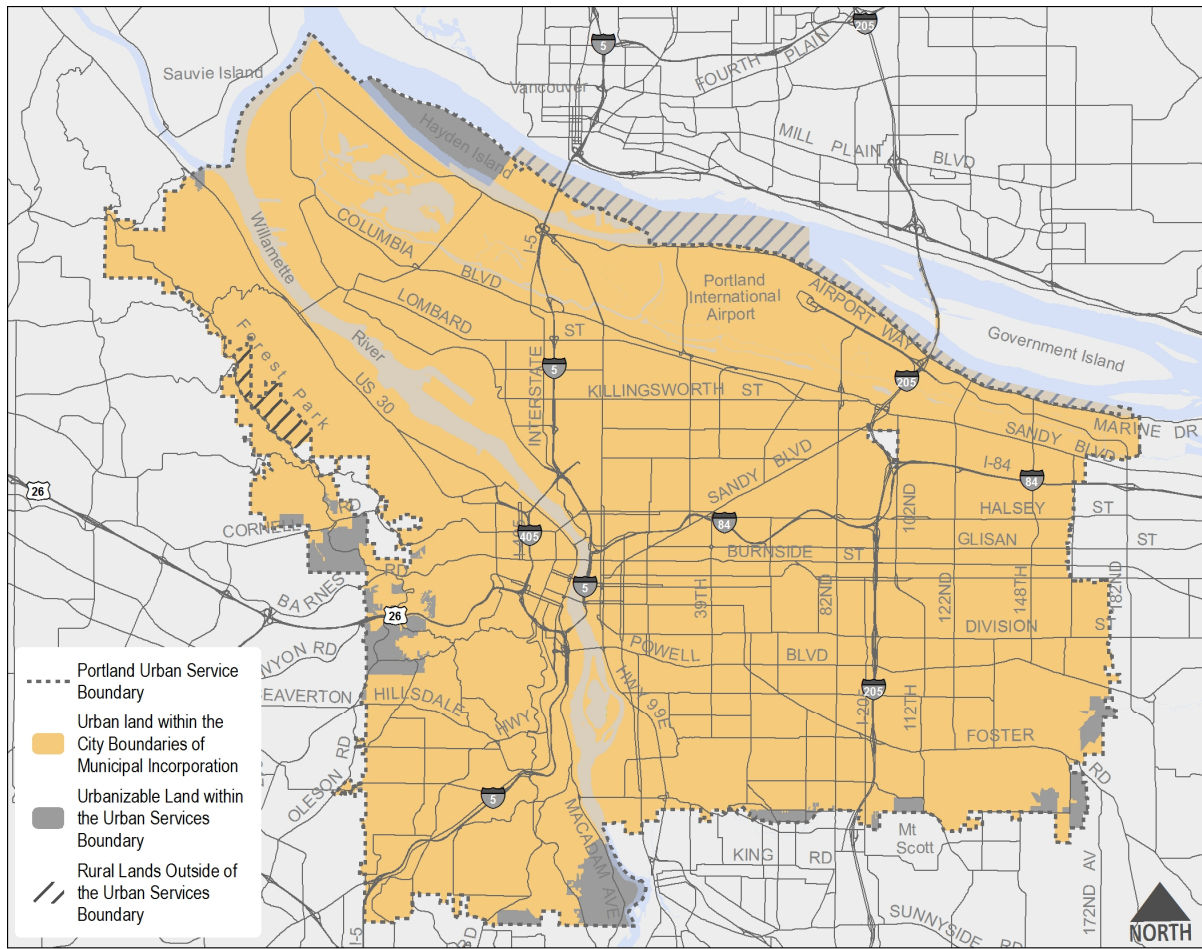 205
5
FOURTH PLAIN
Sauvie Island
Vancouver
Hayden Island
MILL PLAIN BLVD
Willamette
River
COLUMBIA
BLVD
I-5
Portland
International
Airport
LOMBARD
ST
AIRPORT WAY
Government Island
Forest Park
US 30
INTERSTATE
5
KILLINGSWORTH ST
205
MARINE DR
SANDY BLVD
SANDY BLVD
I-84
84
26
102ND
HALSEY
ST
CORNELL
RD
405
84
GLISAN
ST
BURNSIDE
ST
BARNES
RD
5
39TH
82ND
122ND
148TH
182ND
26
DIVISION
ST
POWELL
BLVD
HWY 99E
BEAVERTON
HILLSDALE
HWY
205
112TH
FOSTER
RD
OLESON RD
5
MACADAM AVE
KING
RD
Mt
Scott
172ND AV
SUNNYSIDE
I-5
NORTH
Portland Urban Service
Boundary
Urban land within the
City Boundaries of
Municipal Incorporation
Urbanizable Land within
the Urban Services
Boundary
Rural Lands Outside of
the Urban Services
Boundary